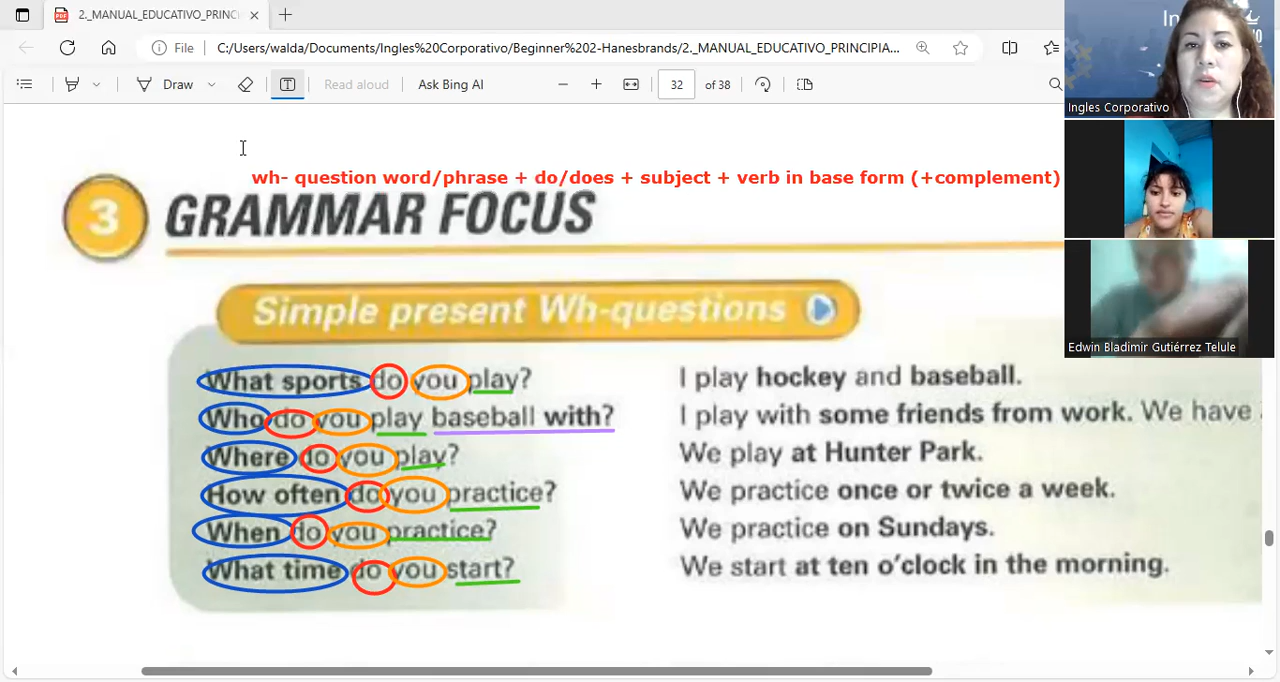 2._MANUAL_EDUCATIVO_PRINCI
File
C:/Users/walda/Documents/Ingles%20Corporativo/Beginner%202-Hanesbrands/2._MANUAL_EDUCATIVO_PRINCIPIA...
Draw
Read aloud
Ask Bing AI
32 of 38
In
Ingles Corporativo
Edwin Bladimir Gutiérrez Telule
wh- question word/phrase + do/does + subject + verb in base form (+complement)
3 GRAMMAR FOCUS
Simple present Wh-questions
What sports do you play? I play hockey and baseball.
Who do you play baseball with? I play with some friends from work. We have
Where do you play? We play at Hunter Park.
How often do you practice? We practice once or twice a week.
When do you practice? We practice on Sundays.
What time do you start? We start at ten o'clock in the morning.